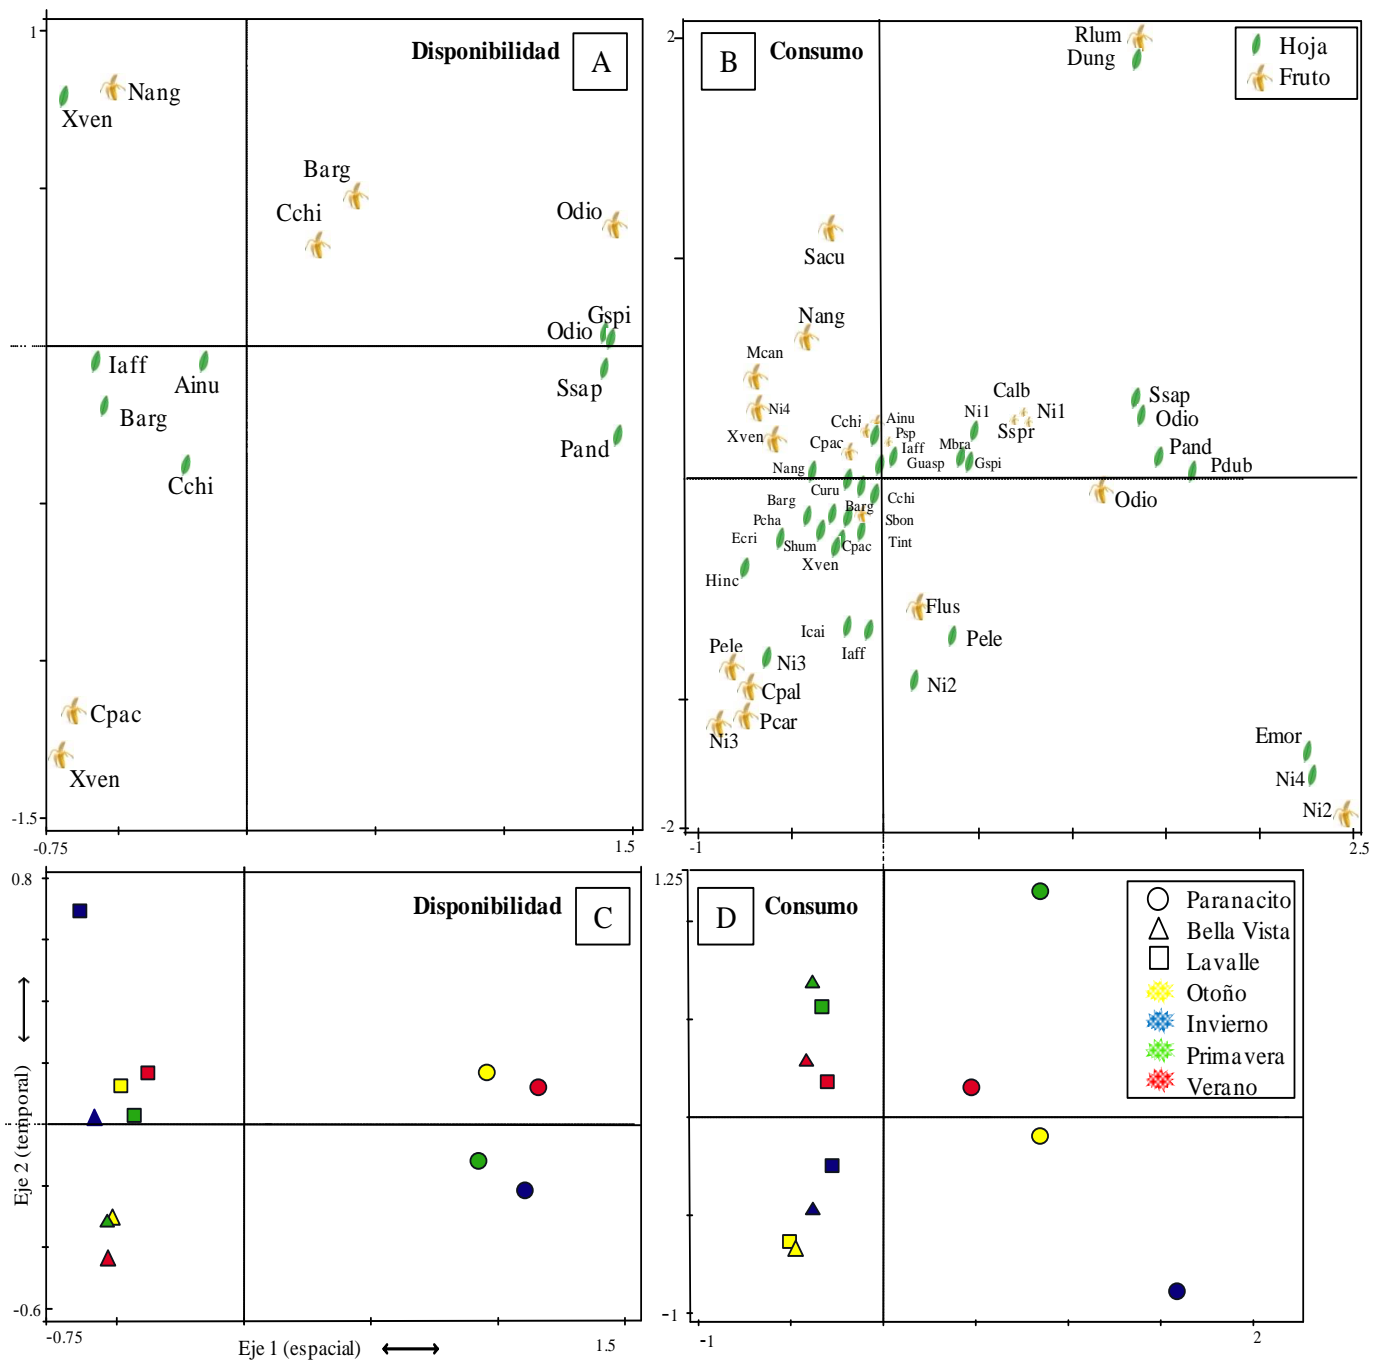 1
Disponibilidad
A
Nang
Xven
Barg
Cchi
Odio
Gspi
Odio
Iaff
Ainu
Ssap
Barg
Pand
Cchi
Cpac
Xven
-1.5
-0.75
1.5
2
B
Consumo
Rlum
Dung
Hoja
Fruto
Sacu
Nang
Mcan
Ni4
Xven
Cchi
Ainu
Psp
Cpac
Iaff
Nang
Guasp
Ni1
Mbra
Gspi
Calb
Ni1
Sspr
Ssap
Odio
Pand
Pdub
Odio
Curu
Barg
Barg
Cchi
Pcha
Sbon
Ecri
Shum
Cpac
Tint
Xven
Hinc
Flus
Icai
Pele
Iaff
Pele
Ni3
Cpal
Ni2
Pcar
Ni3
Emor
Ni4
Ni2
-2
-1
2.5
0.8
Disponibilidad
C
Eje 2 (temporal)
-0.6
-0.75
Eje 1 (espacial)
1.5
1.25
D
Consumo
Paranacito
Bella Vista
Lavalle
Otoño
Invierno
Primavera
Verano
-1
-1
2